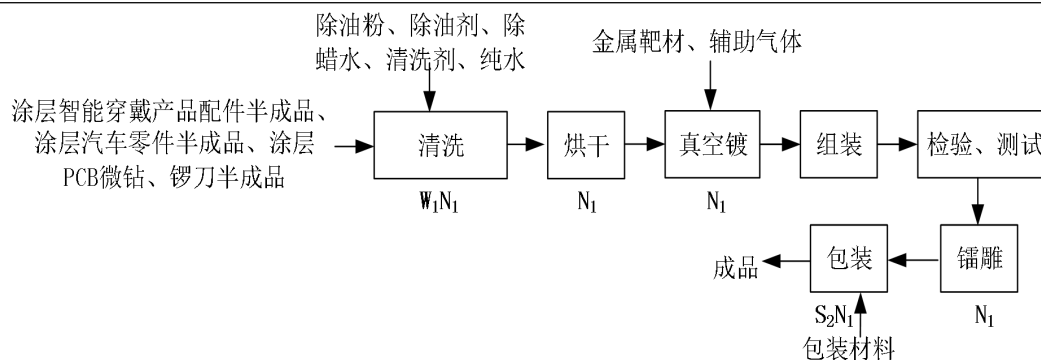 除油粉、除油剂、除
蜡水、清洗剂、纯水
金属靶材、辅助气体
涂层智能穿戴产品配件半成品、
涂层汽车零件半成品、涂层
PCB微钻、锣刀半成品
清洗
烘干
真空镀
组装
检验、测试
W₁N₁
N₁
N₁
成品
包装
镭雕
S₂N₁
N₁
包装材料